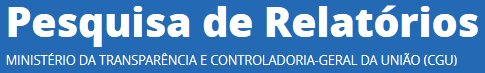 Pesquisa de Relatórios
MINISTÉRIO DA TRANSPARÊNCIA E CONTROLADORIA-GERAL DA UNIÃO (CGU)